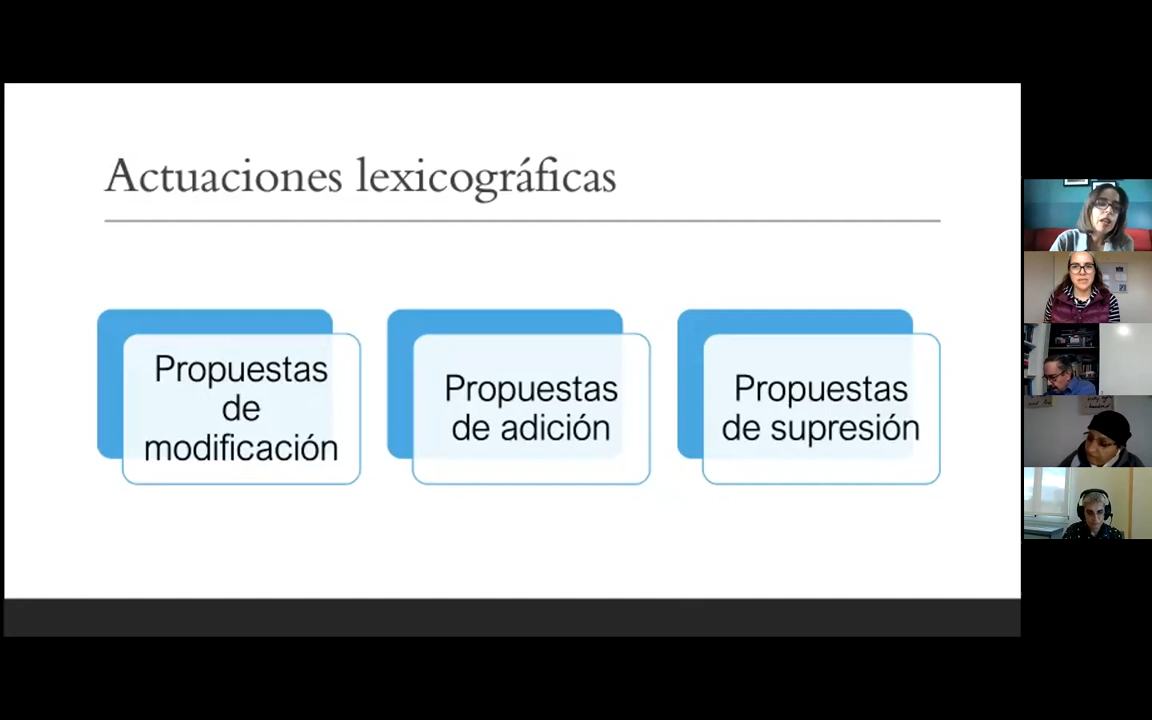 Actuaciones lexicográficas
Propuestas
de
modificación
Propuestas
de adición
Propuestas
de supresión